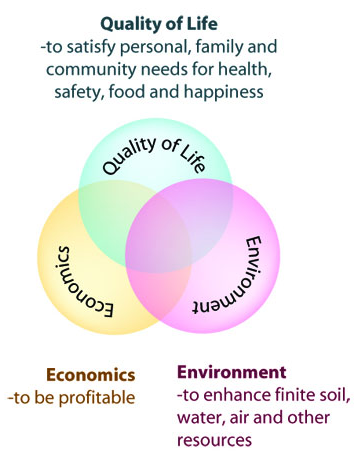 Quality of Life
-to satisfy personal, family and
community needs for health,
safety, food and happiness
Quality of Life
Economics
Environment
Economics
-to be profitable
Environment
-to enhance finite soil,
water, air and other
resources